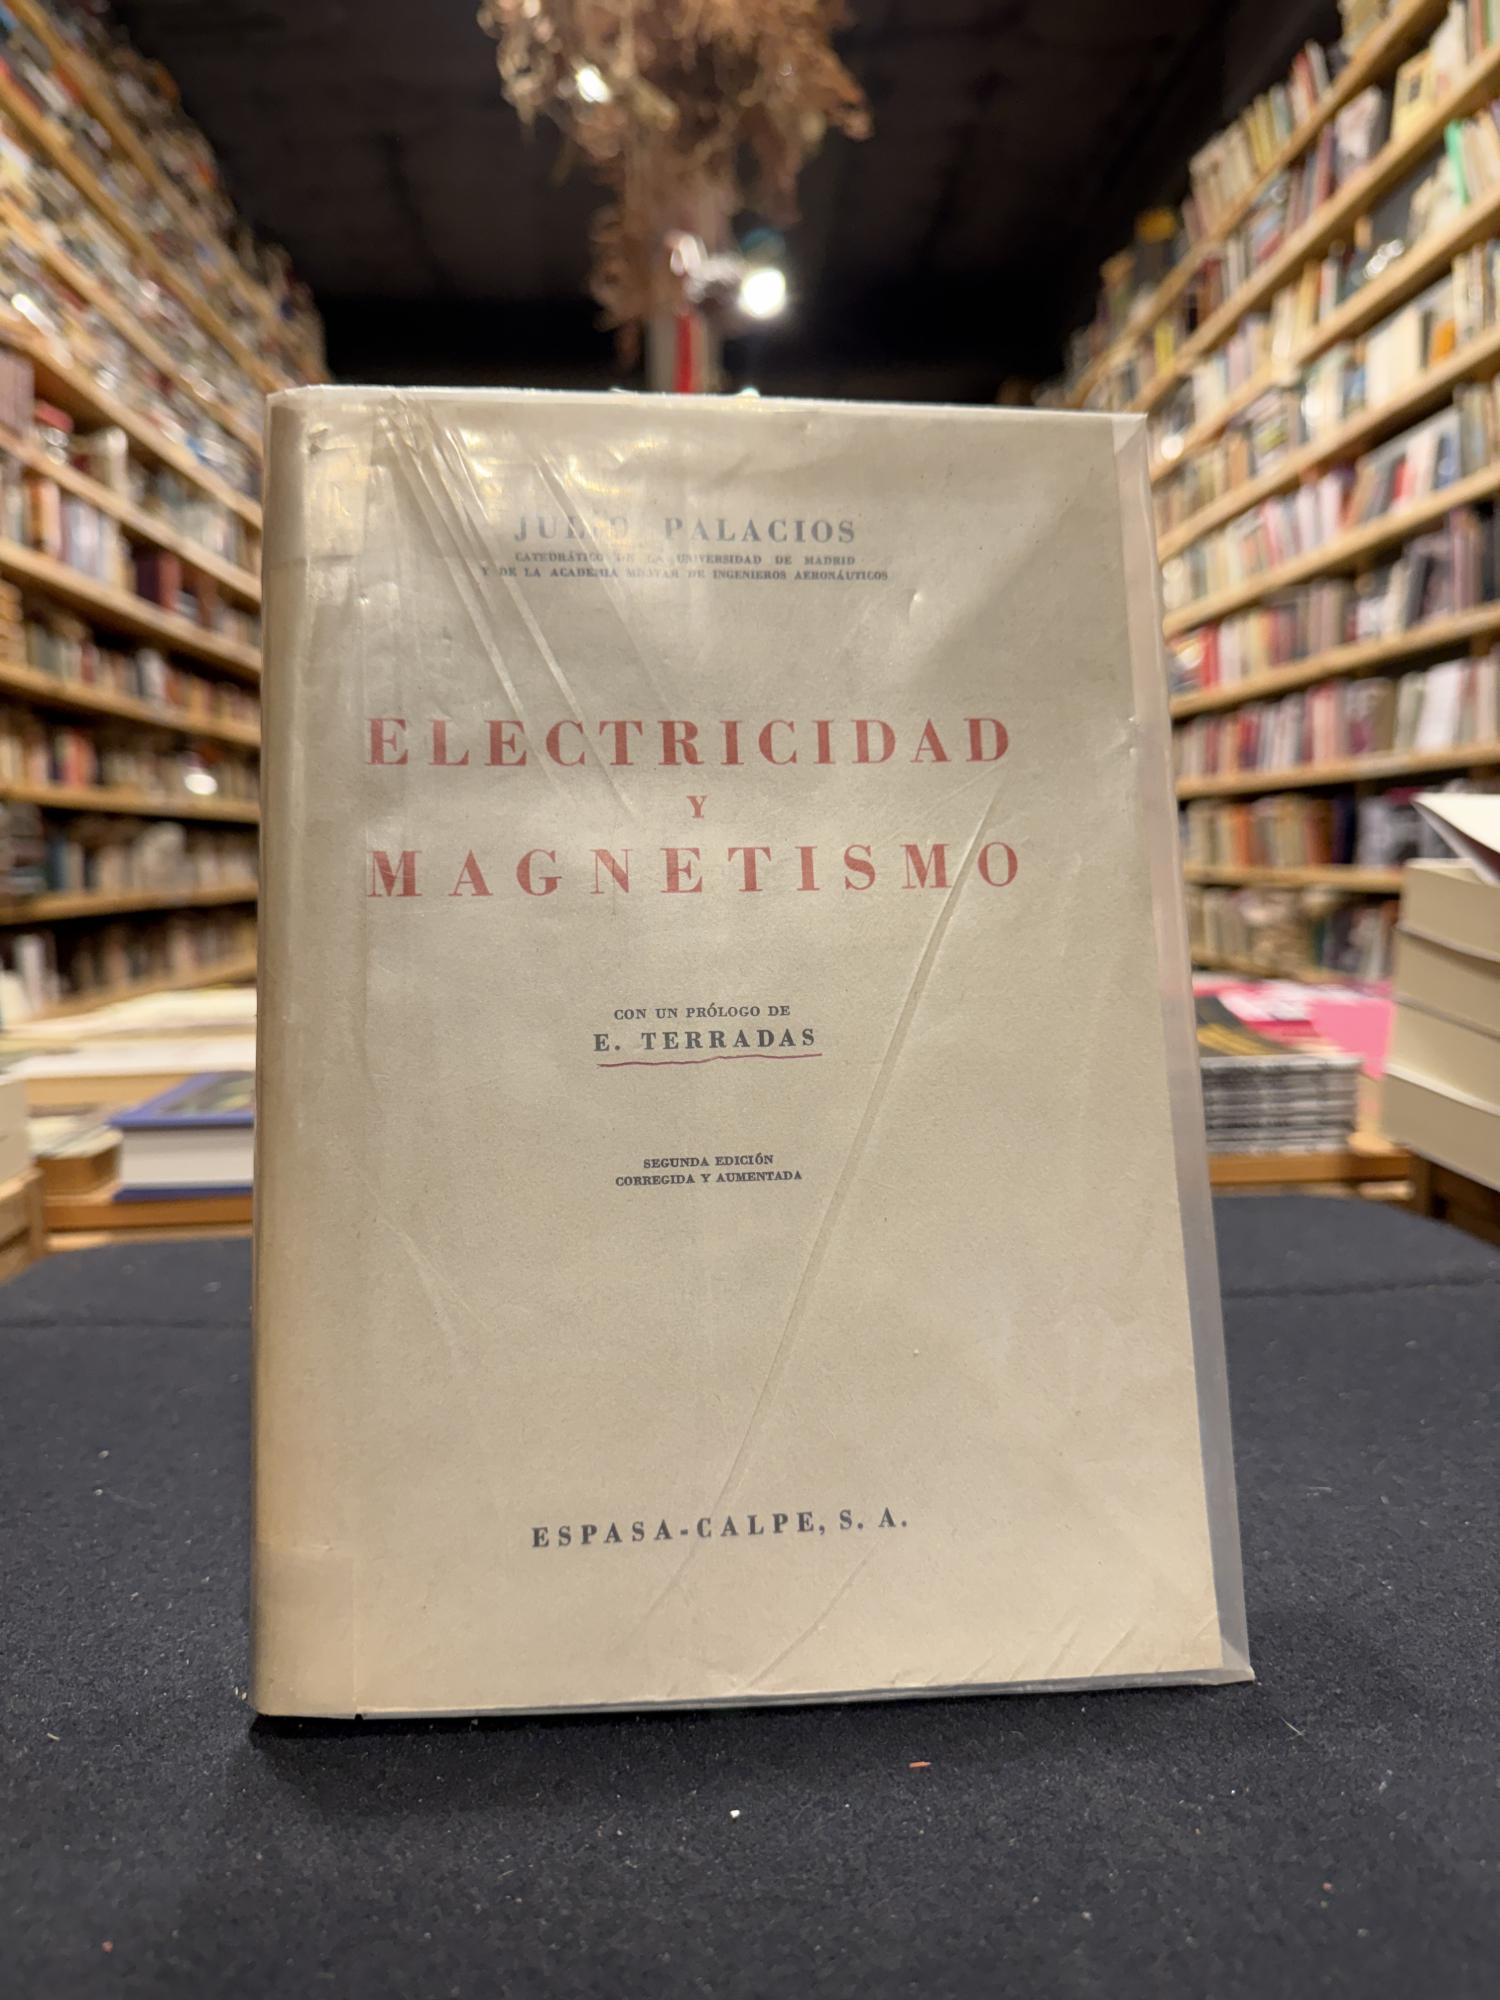 JULIO PALACIOS
CATEDRÁTICO DE LA UNIVERSIDAD DE MADRID
Y DE LA ACADEMIA MILITAR DE INGENIEROS AERONÁUTICOS
ELECTRICIDAD
Y
MAGNETISMO
CON UN PRÓLOGO DE
E. TERRADAS
SEGUNDA EDICIÓN
CORREGIDA Y AUMENTADA
ESPASA-CALPE, S. A.